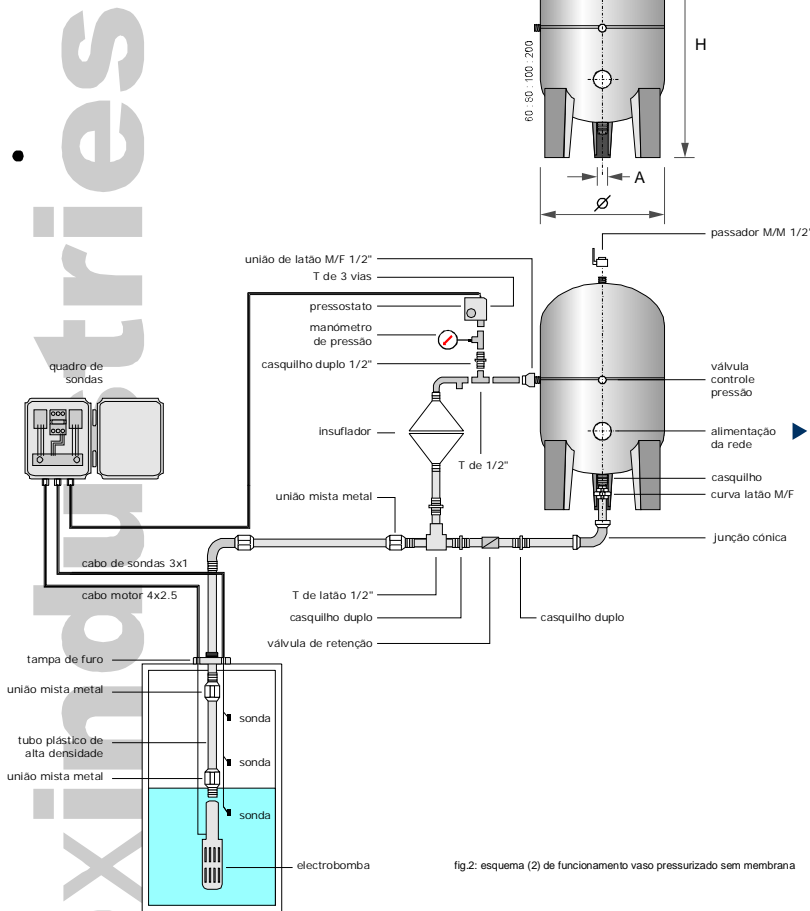 H
60 : 80 : 100 : 200
A
Ø
passador M/M 1/2"
união de latão M/F 1/2"
T de 3 vias
pressostato
manómetro
de pressão
casquilho duplo 1/2"
quadro de
sondas
válvula
controle
pressão
insuflador
alimentação
da rede
T de 1/2"
casquilho
união mista metal
curva latão M/F
junção cónica
cabo de sondas 3x1
cabo motor 4x2.5
T de latão 1/2"
casquilho duplo
casquilho duplo
válvula de retenção
tampa de furo
união mista metal
sonda
tubo plástico de
alta densidade
sonda
união mista metal
sonda
electrobomba
fig.2: esquema (2) de funcionamento vaso pressurizado sem membrana
xindustries